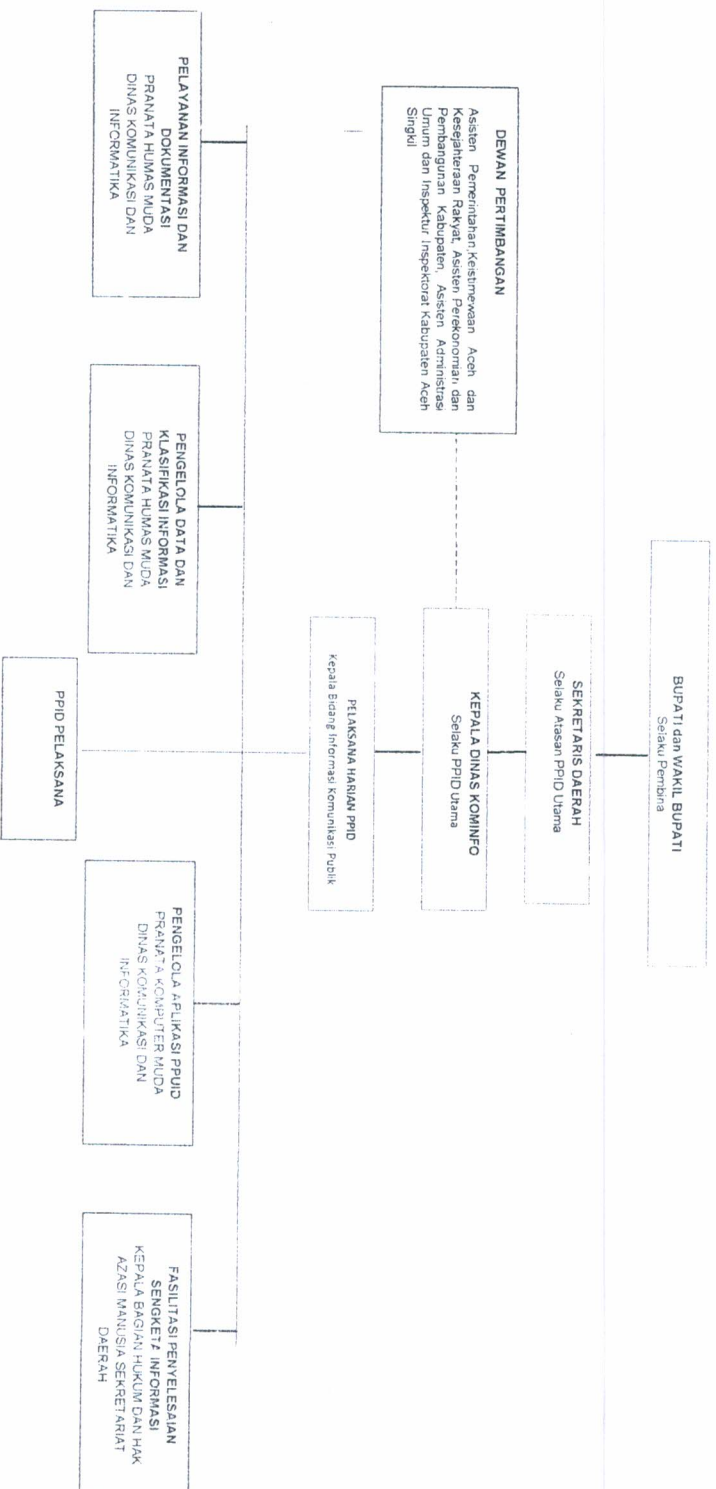 BUPATI dan WAKIL BUPATI
Selaku Pembina
SEKRETARIS DAERAH
Selaku Atasan PPID Utama
KEPALA DINAS KOMINFO
Selaku PPID Utama
DEWAN PERTIMBANGAN
Asisten Pemerintahan, Keistimewaan Aceh dan
Kesejahteraan Rakyat, Asisten Perekonomian dan
Pembangunan Kabupaten, Asisten Administrasi
Umum dan Inspektur Inspektorat Kabupaten Aceh
Singkil
PELAKSANA HARIAN PPID
Kepala Bidang Informasi Komunikasi Publik
PELAYANAN INFORMASI DAN
DOKUMENTASI
PRANATA HUMAS MUDA
DINAS KOMUNIKASI DAN
INFORMATIKA
PENGELOLA DATA DAN
KLASIFIKASI INFORMASI
PRANATA HUMAS MUDA
DINAS KOMUNIKASI DAN
INFORMATIKA
PENGELOLA APLIKASI PPUID
PRANATA KOMPUTER MUDA
DINAS KOMUNIKASI DAN
INFORMATIKA
FASILITASI PENYELESAIAN
SENGKETA INFORMASI
KEPALA BAGIAN HUKUM DAN HAK
AZASI MANUSIA SEKRETARIAT
DAERAH
PPID PELAKSANA